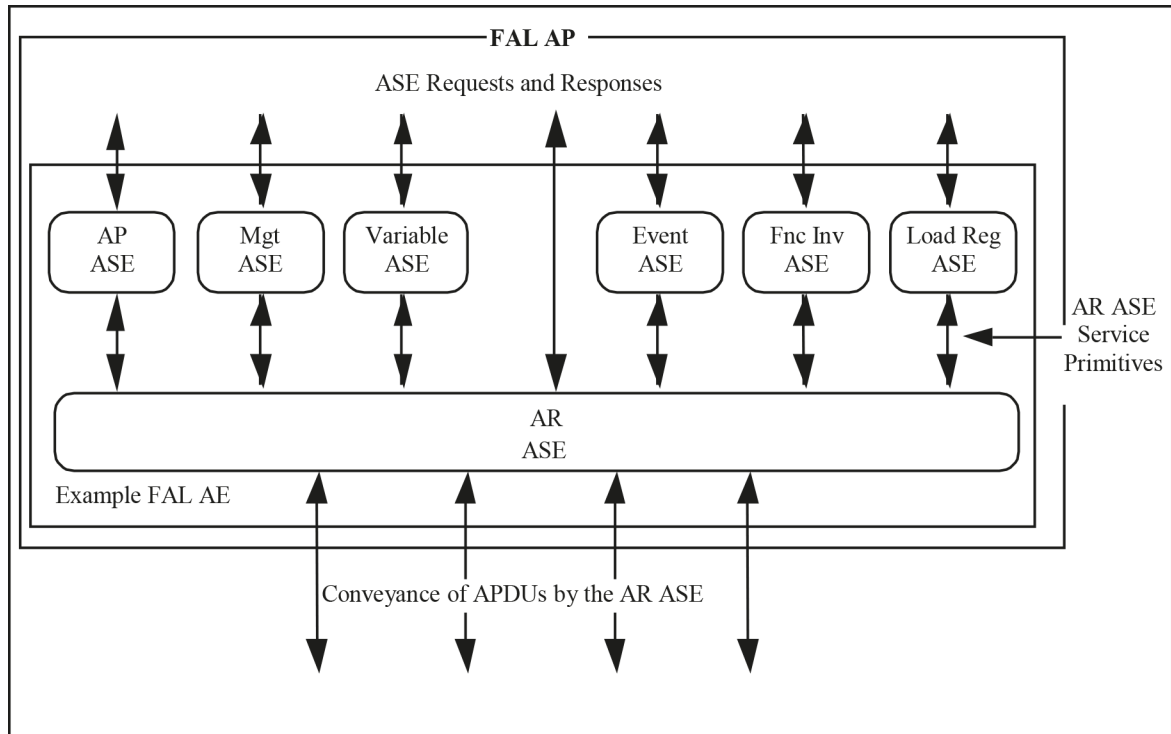 FAL AP
ASE Requests and Responses
AP
ASE
Mgt
ASE
Variable
ASE
Event
ASE
Fnc Inv
ASE
Load Reg
ASE
AR ASE
Service
Primitives
AR
ASE
Example FAL AE
Conveyance of APDUs by the AR ASE